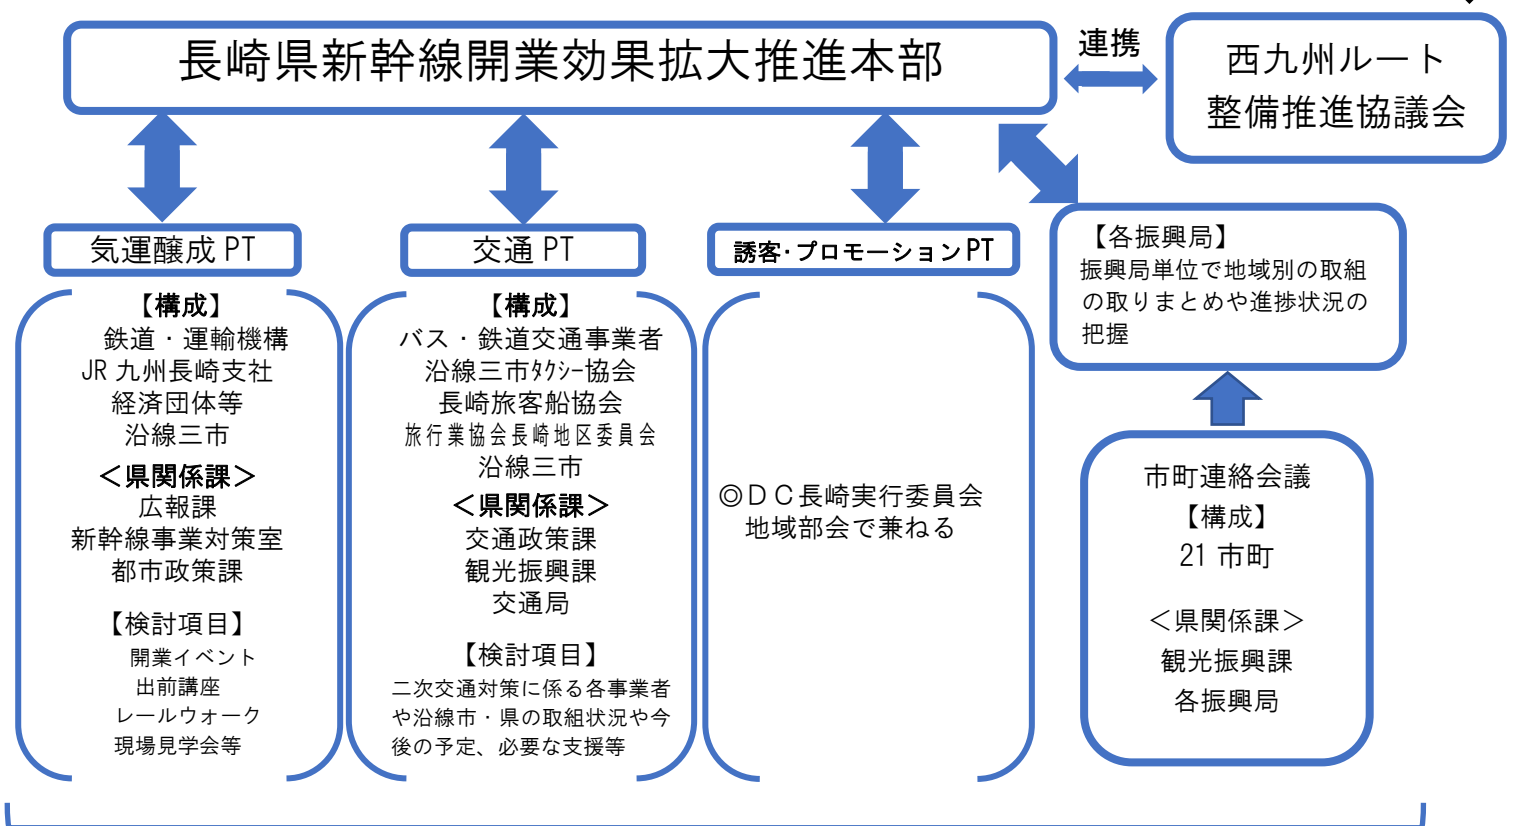 長崎県新幹線開業効果拡大推進本部
連携
西九州ルート
整備推進協議会
気運醸成 PT
【構成】
鉄道・運輸機構
JR 九州長崎支社
経済団体等
沿線三市
＜県関係課＞
広報課
新幹線事業対策室
都市政策課
【検討項目】
開業イベント
出前講座
レールウォーク
現場見学会等
交通 PT
【構成】
バス・鉄道交通事業者
沿線三市ﾀｸｼｰ協会
長崎旅客船協会
旅行業協会長崎地区委員会
沿線三市
＜県関係課＞
交通政策課
観光振興課
交通局
【検討項目】
二次交通対策に係る各事業者
や沿線市・県の取組状況や今
後の予定、必要な支援等
誘客・プロモーション PT
◎ＤＣ長崎実行委員会
地域部会で兼ねる
【各振興局】
振興局単位で地域別の取組
の取りまとめや進捗状況の
把握
市町連絡会議
【構成】
21 市町
＜県関係課＞
観光振興課
各振興局